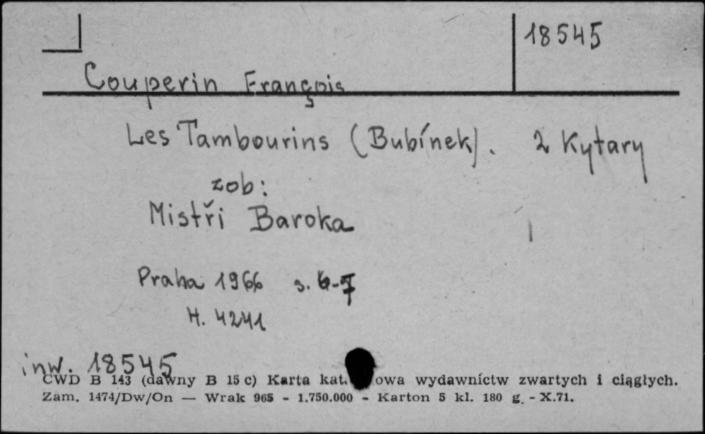 18545
Couperin François
Les Tambourins (Bubínek). 2 Kytary
zob:
Mistři Baroka
Praha 1966 s. 6-7
H. 4241
inw. 18545
CWD B 143 (dawny B 15 c) Karta kat. owa wydawnictw zwartych i ciągłych.
Zam. 1474/Dw/On — Wrak 965 - 1.750.000 - Karton 5 kl. 180 g. - X.71.